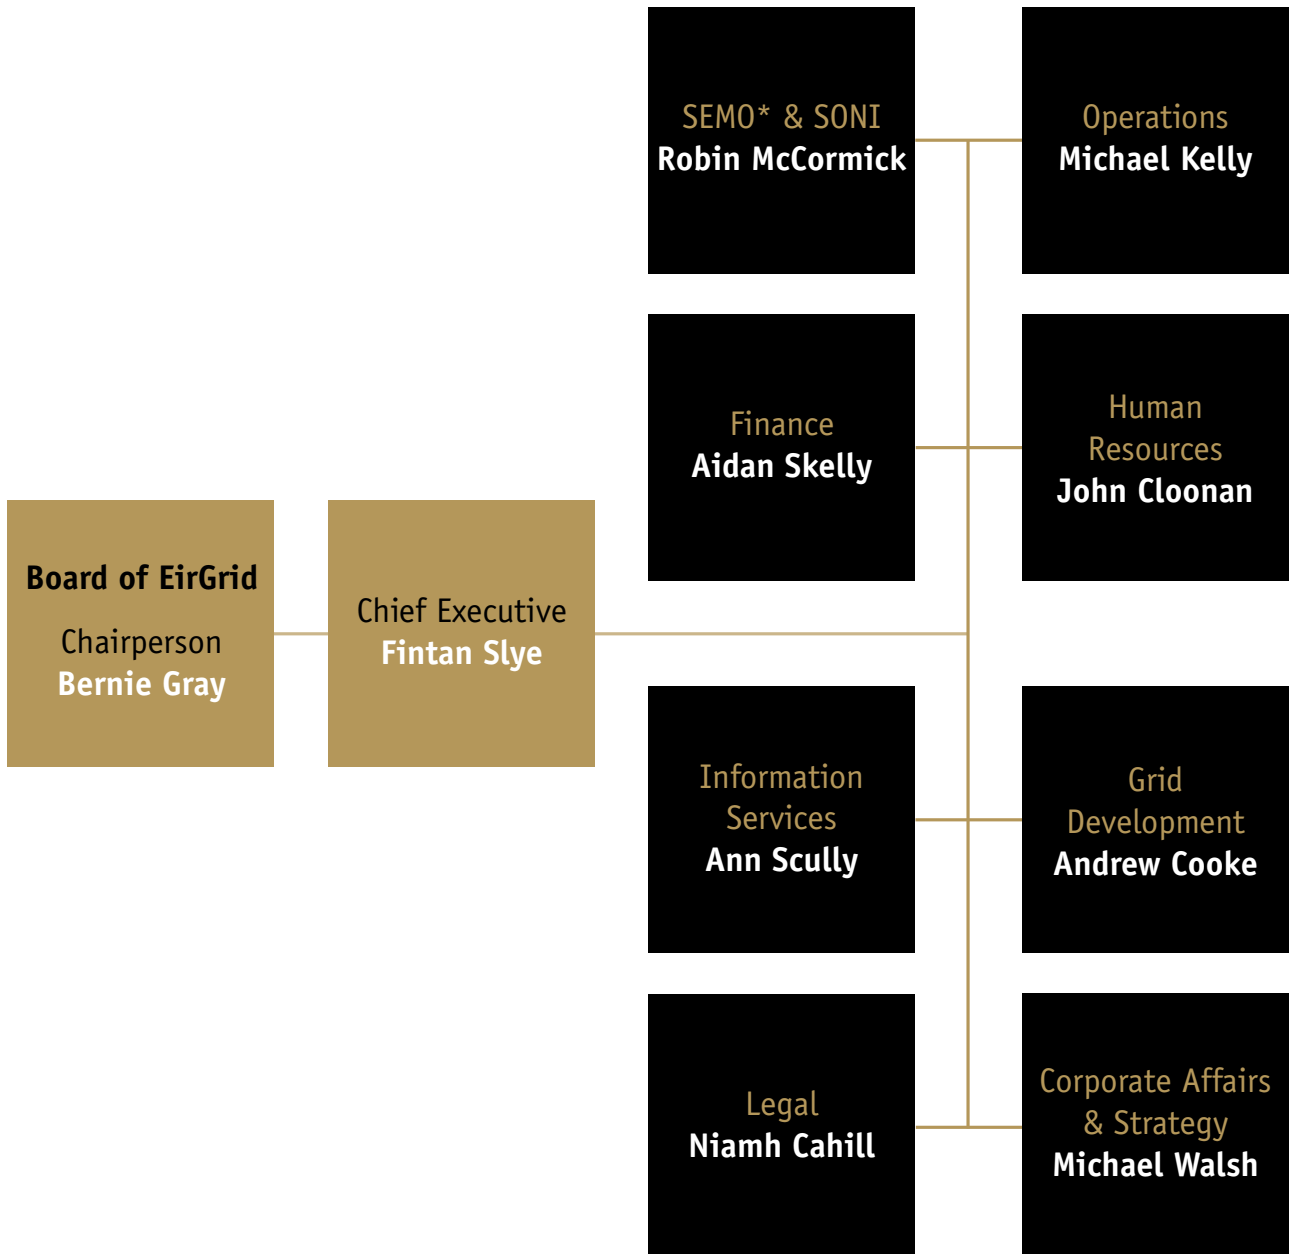 SEMO* & SONI
Robin McCormick
Operations
Michael Kelly
Finance
Aidan Skelly
Human
Resources
John Cloonan
Board of EirGrid
Chairperson
Bernie Gray
Chief Executive
Fintan Slye
Information
Services
Ann Scully
Grid
Development
Andrew Cooke
Legal
Niamh Cahill
Corporate Affairs
& Strategy
Michael Walsh